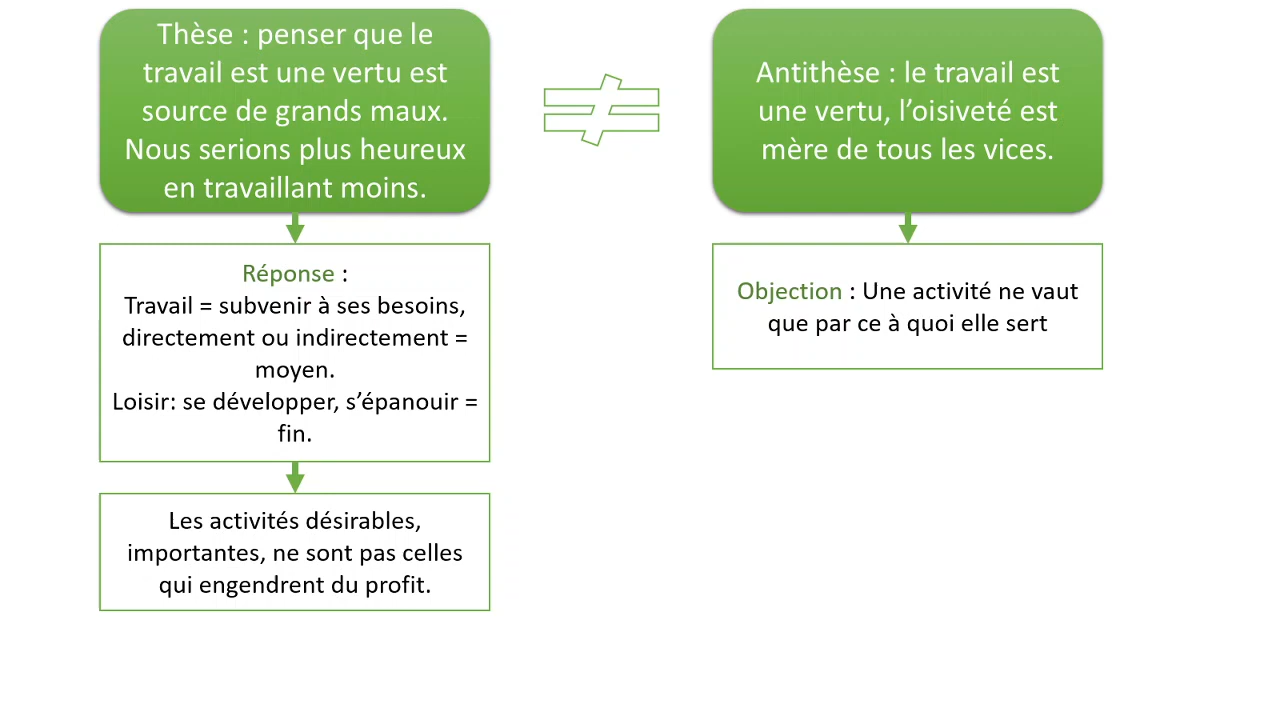 Thèse : penser que le
travail est une vertu est
source de grands maux.
Nous serions plus heureux
en travaillant moins.
Antithèse : le travail est
une vertu, l’oisiveté est
mère de tous les vices.
Réponse :
Travail = subvenir à ses besoins,
directement ou indirectement =
moyen.
Loisir: se développer, s’épanouir =
fin.
Objection : Une activité ne vaut
que par ce à quoi elle sert
Les activités désirables,
importantes, ne sont pas celles
qui engendrent du profit.